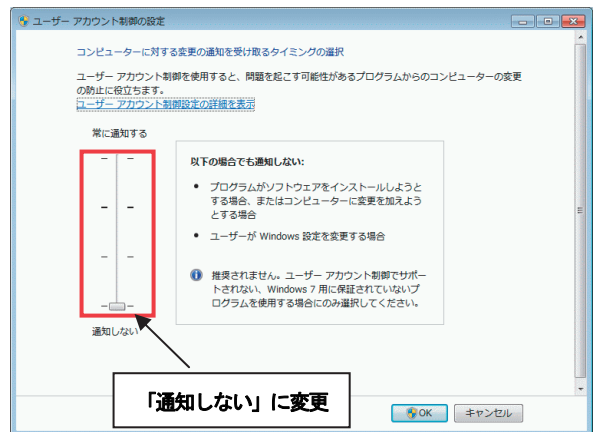 ユーザー アカウント制御の設定
コンピューターに対する変更の通知を受け取るタイミングの選択
ユーザー アカウント制御を使用すると、問題を起こす可能性があるプログラムからのコンピューターの変更
の防止に役立ちます。
ユーザー アカウント制御設定の詳細を表示
常に通知する
以下の場合でも通知しない:
• プログラムがソフトウェアをインストールしようと
する場合、またはコンピューターに変更を加えよう
とする場合
• ユーザーが Windows 設定を変更する場合
推奨されません。ユーザー アカウント制御でサポー
トされない、Windows 7 用に保証されていないプ
ログラムを使用する場合にのみ選択してください。
通知しない
「通知しない」に変更
OK
キャンセル